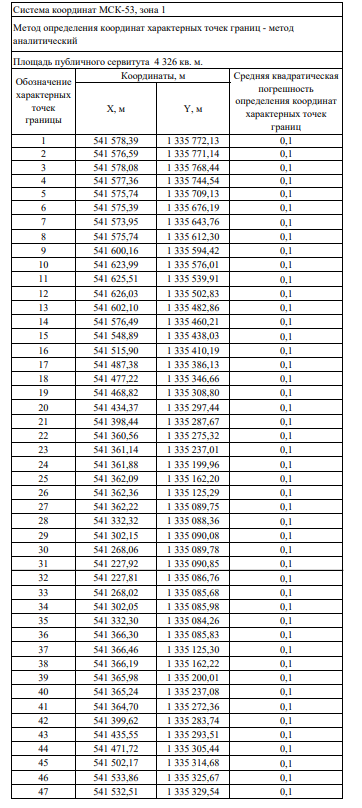 Система координат МСК-53, зона 1
Метод определения координат характерных точек границ - метод
аналитический
Площадь публичного сервитута 4 326 кв. м.
Обозначение характерных точек границы Координаты, м Средняя квадратическая погрешность определения координат характерных точек границ
X, м Y, м
1 541 578,39 1 335 772,13 0,1
2 541 576,59 1 335 771,14 0,1
3 541 578,08 1 335 768,44 0,1
4 541 577,36 1 335 744,54 0,1
5 541 575,74 1 335 709,13 0,1
6 541 575,39 1 335 676,19 0,1
7 541 573,95 1 335 643,76 0,1
8 541 575,74 1 335 612,30 0,1
9 541 600,16 1 335 594,42 0,1
10 541 623,99 1 335 576,01 0,1
11 541 625,51 1 335 539,91 0,1
12 541 626,03 1 335 502,83 0,1
13 541 602,10 1 335 482,86 0,1
14 541 576,49 1 335 460,21 0,1
15 541 548,89 1 335 438,03 0,1
16 541 515,90 1 335 410,19 0,1
17 541 487,38 1 335 386,13 0,1
18 541 477,22 1 335 346,66 0,1
19 541 468,82 1 335 308,80 0,1
20 541 434,37 1 335 297,44 0,1
21 541 398,44 1 335 287,67 0,1
22 541 360,56 1 335 275,32 0,1
23 541 361,14 1 335 237,01 0,1
24 541 361,88 1 335 199,96 0,1
25 541 362,09 1 335 162,20 0,1
26 541 362,36 1 335 125,29 0,1
27 541 362,22 1 335 089,75 0,1
28 541 332,32 1 335 088,36 0,1
29 541 302,15 1 335 090,08 0,1
30 541 268,06 1 335 089,78 0,1
31 541 227,92 1 335 090,85 0,1
32 541 227,81 1 335 086,76 0,1
33 541 268,02 1 335 085,68 0,1
34 541 302,05 1 335 085,98 0,1
35 541 332,30 1 335 084,26 0,1
36 541 366,30 1 335 085,83 0,1
37 541 366,46 1 335 125,30 0,1
38 541 366,19 1 335 162,22 0,1
39 541 365,98 1 335 200,01 0,1
40 541 365,24 1 335 237,08 0,1
41 541 364,70 1 335 272,36 0,1
42 541 399,62 1 335 283,74 0,1
43 541 435,55 1 335 293,51 0,1
44 541 471,72 1 335 305,44 0,1
45 541 502,17 1 335 314,68 0,1
46 541 533,86 1 335 325,67 0,1
47 541 532,51 1 335 329,54 0,1